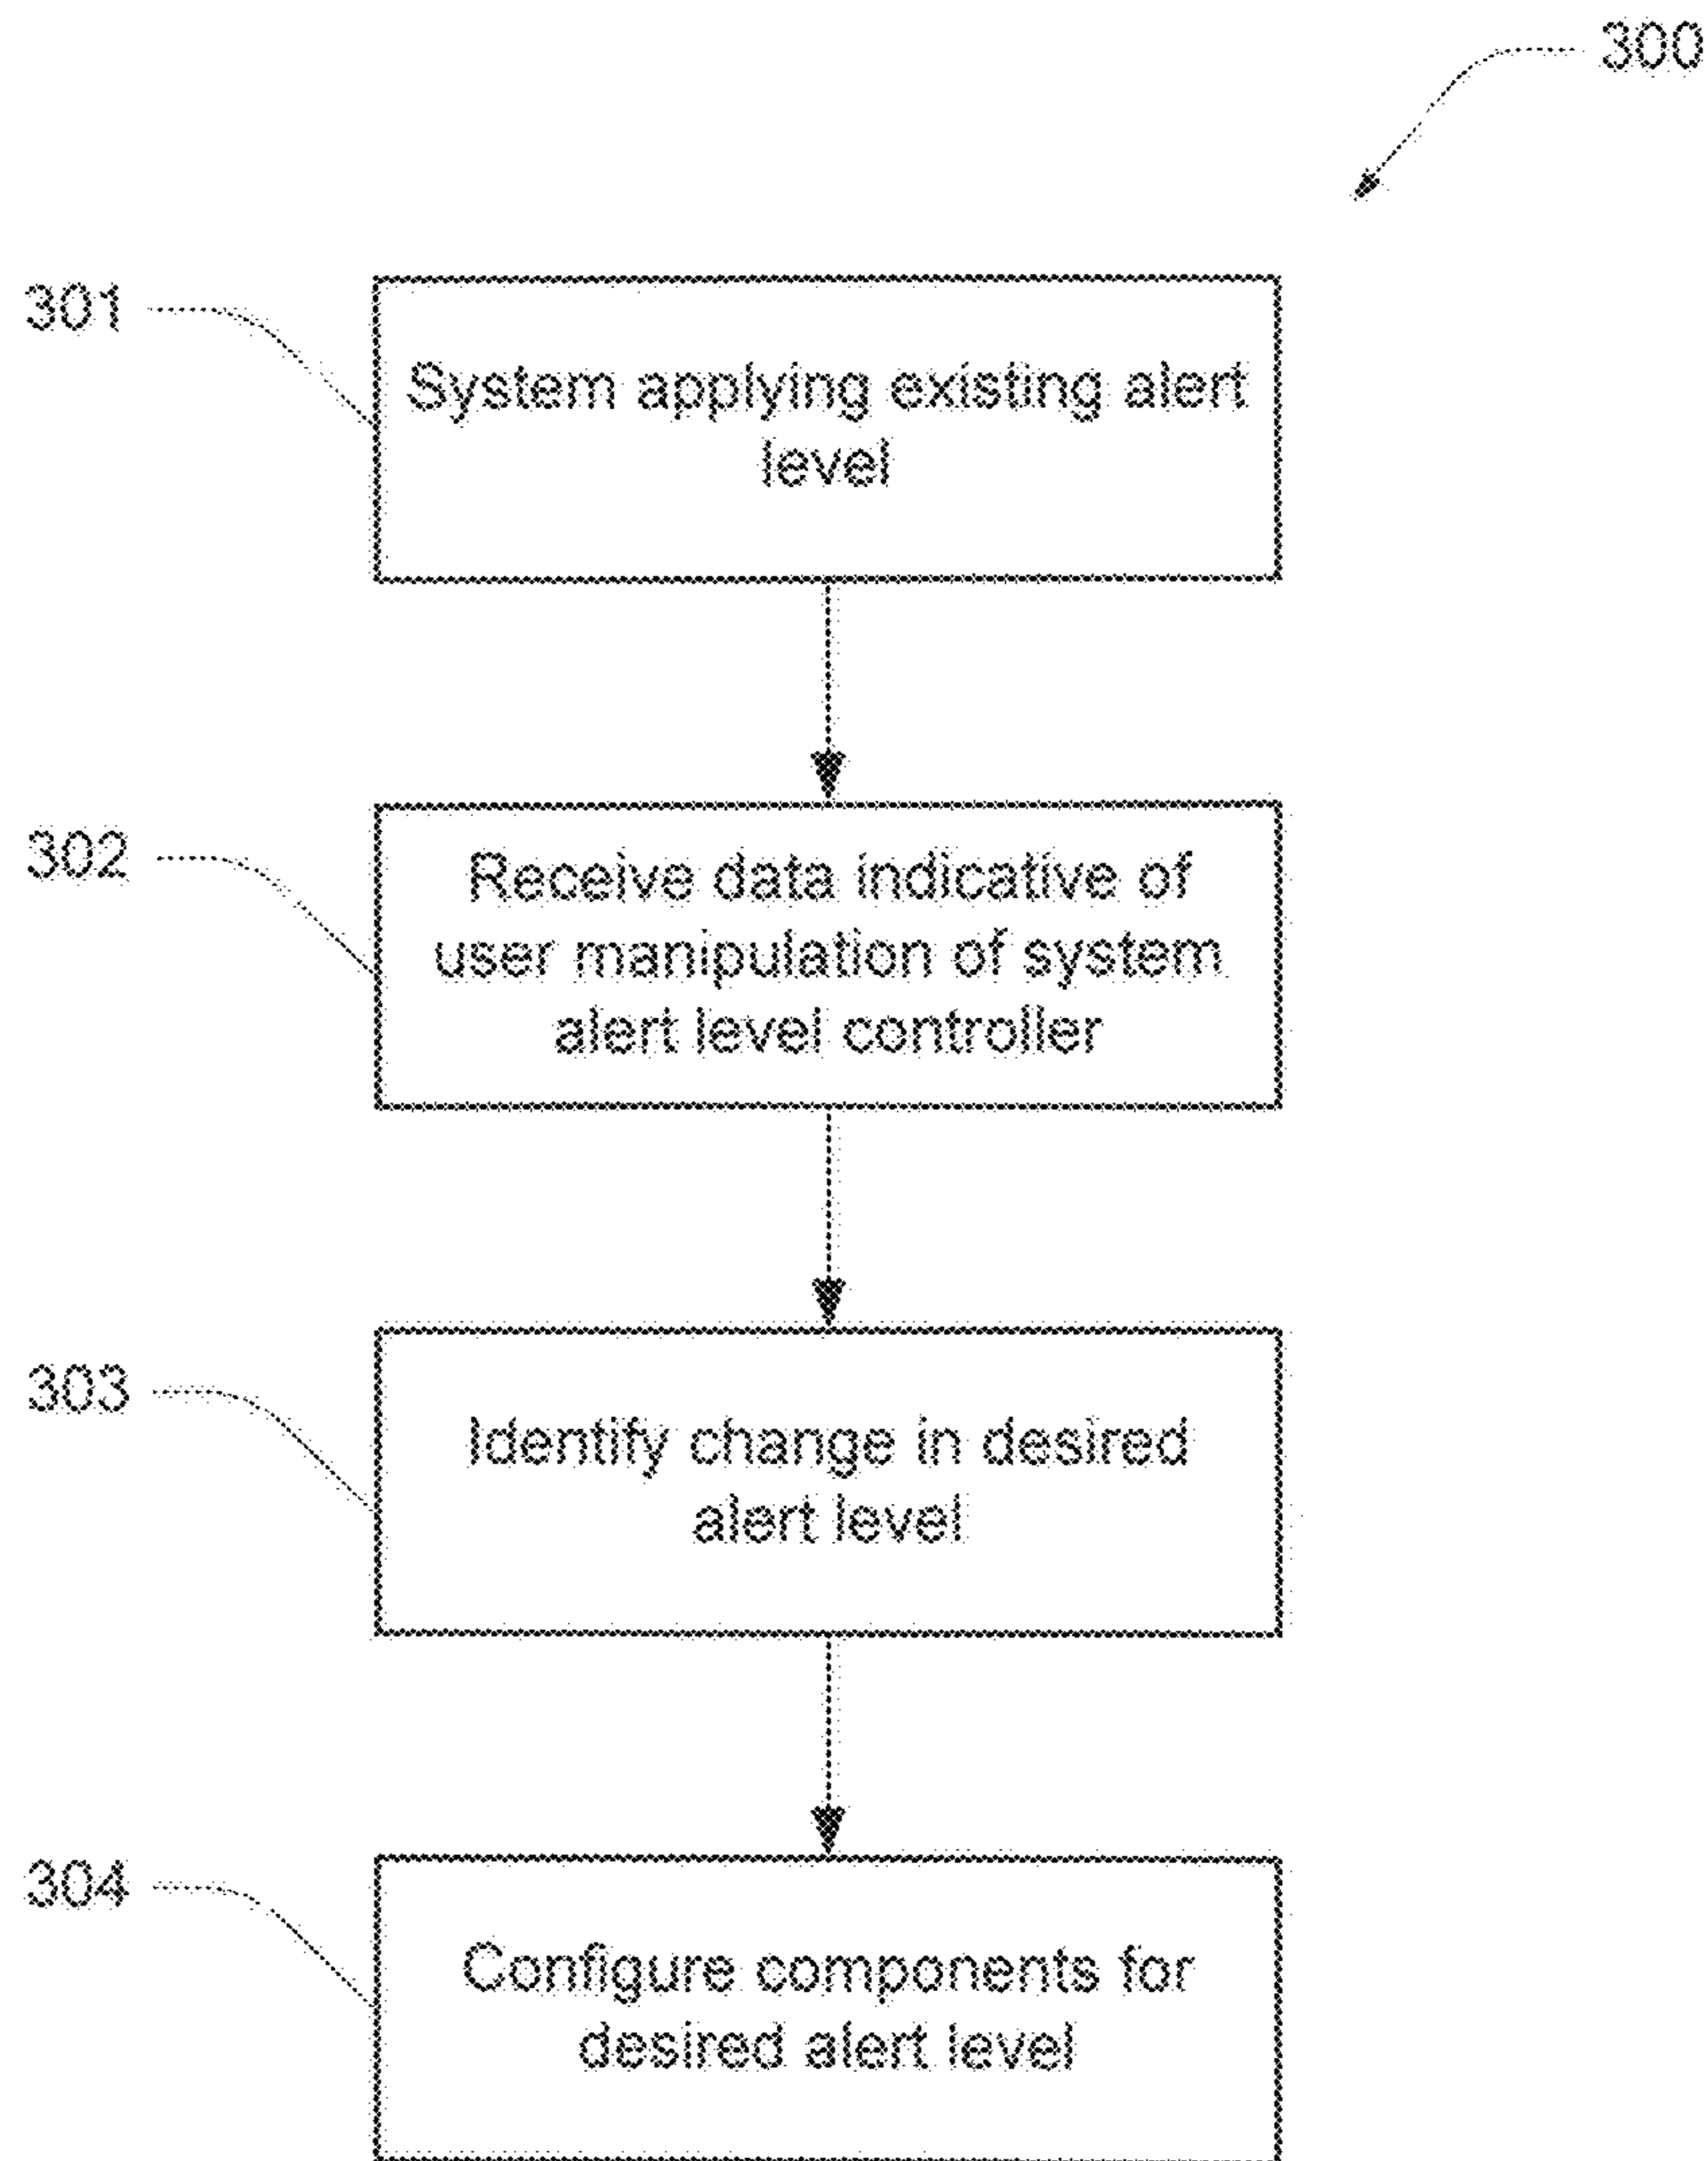 300
301
System applying existing alert
level
302
Receive data indicative of
user manipulation of system
alert level controller
303
Identify change in desired
alert level
304
Configure components for
desired alert level